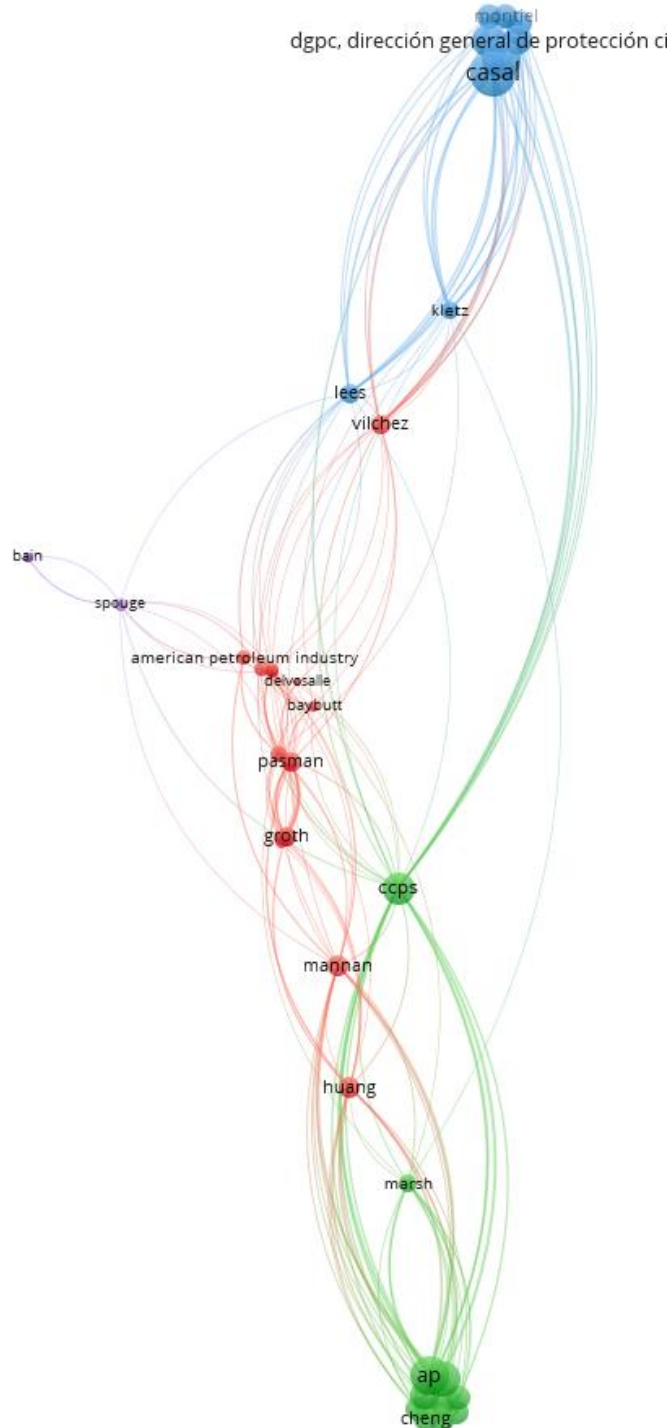 montiel
dgpc, dirección general de protección ci
casal
kletz
lees
vilchez
bain
spouge
american petroleum industry
delvosalle
baybutt
pasman
groth
ccps
mannan
huang
marsh
ap
cheng